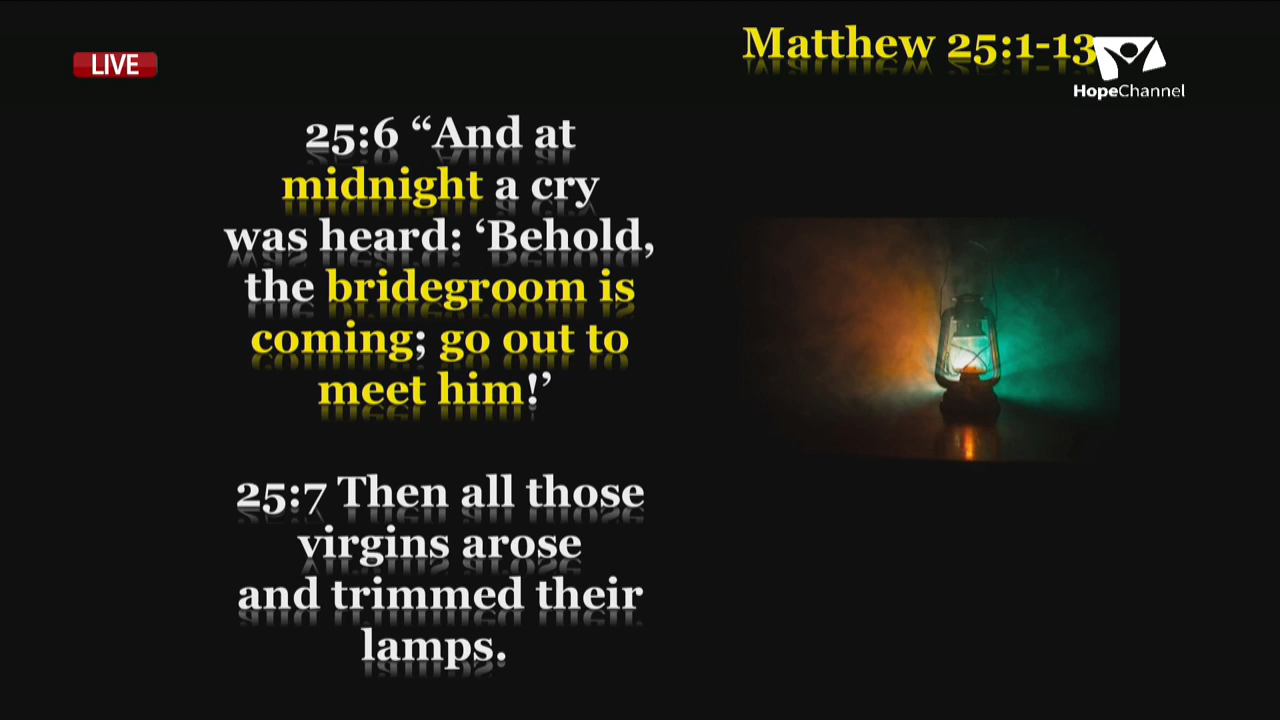 LIVE
Matthew 25:1-13
HopeChannel
25:6 “And at
midnight a cry
was heard: ‘Behold,
the bridegroom is
coming; go out to
meet him!’
25:7 Then all those
virgins arose
and trimmed their
lamps.